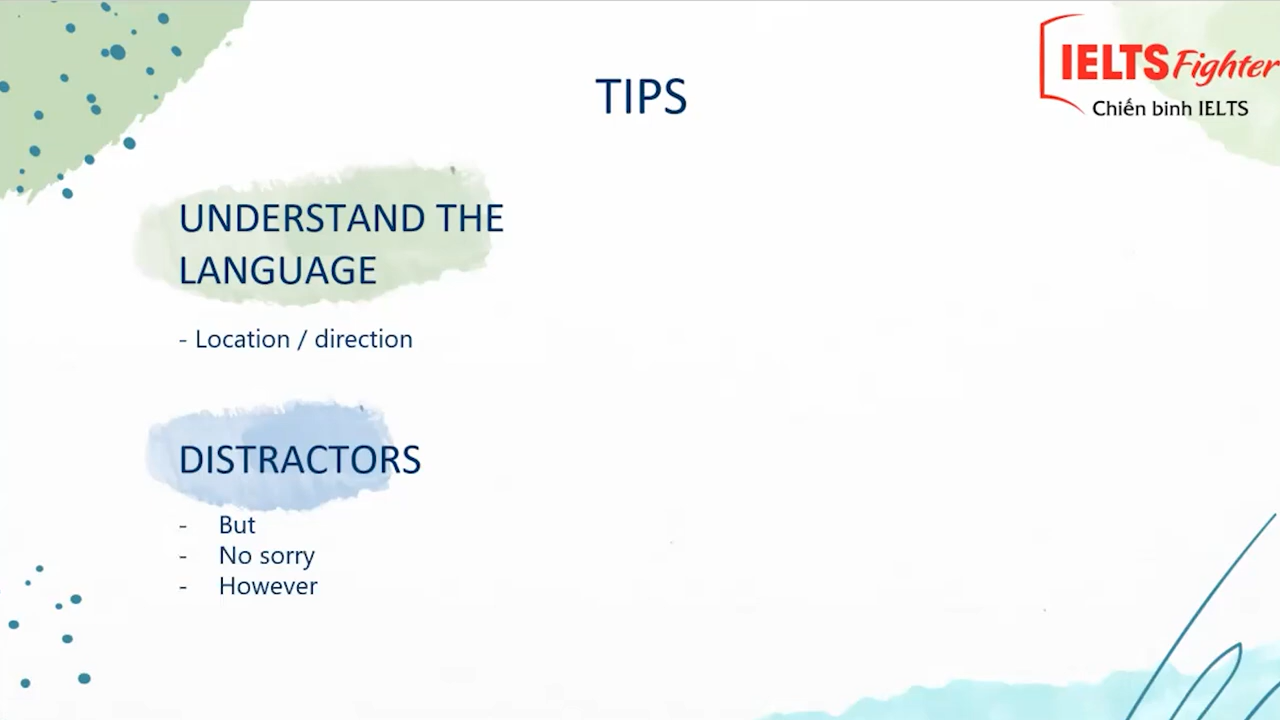 IELTS Fighter
Chiến binh IELTS
TIPS
UNDERSTAND THE
LANGUAGE
- Location / direction
DISTRACTORS
- But
- No sorry
- However